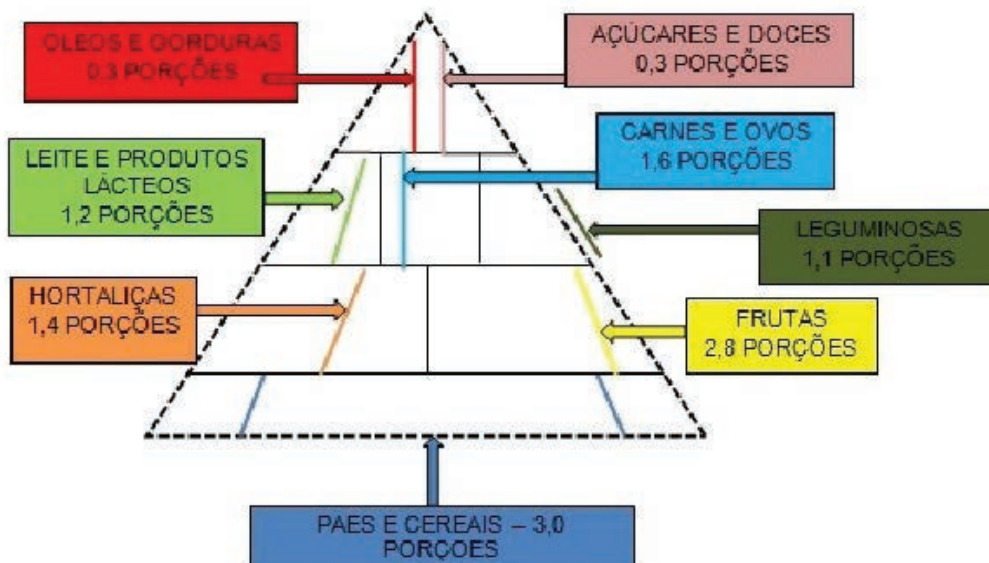 OLEOS E GORDURAS
0,3 PORÇÕES
AÇÚCARES E DOCES
0,3 PORÇÕES
LEITE E PRODUTOS
LÁCTEOS
1,2 PORÇÕES
CARNES E OVOS
1,6 PORÇÕES
LEGUMINOSAS
1,1 PORÇÕES
HORTALIÇAS
1,4 PORÇÕES
FRUTAS
2,8 PORÇÕES
PAES E CEREAIS – 3,0
PORÇOES